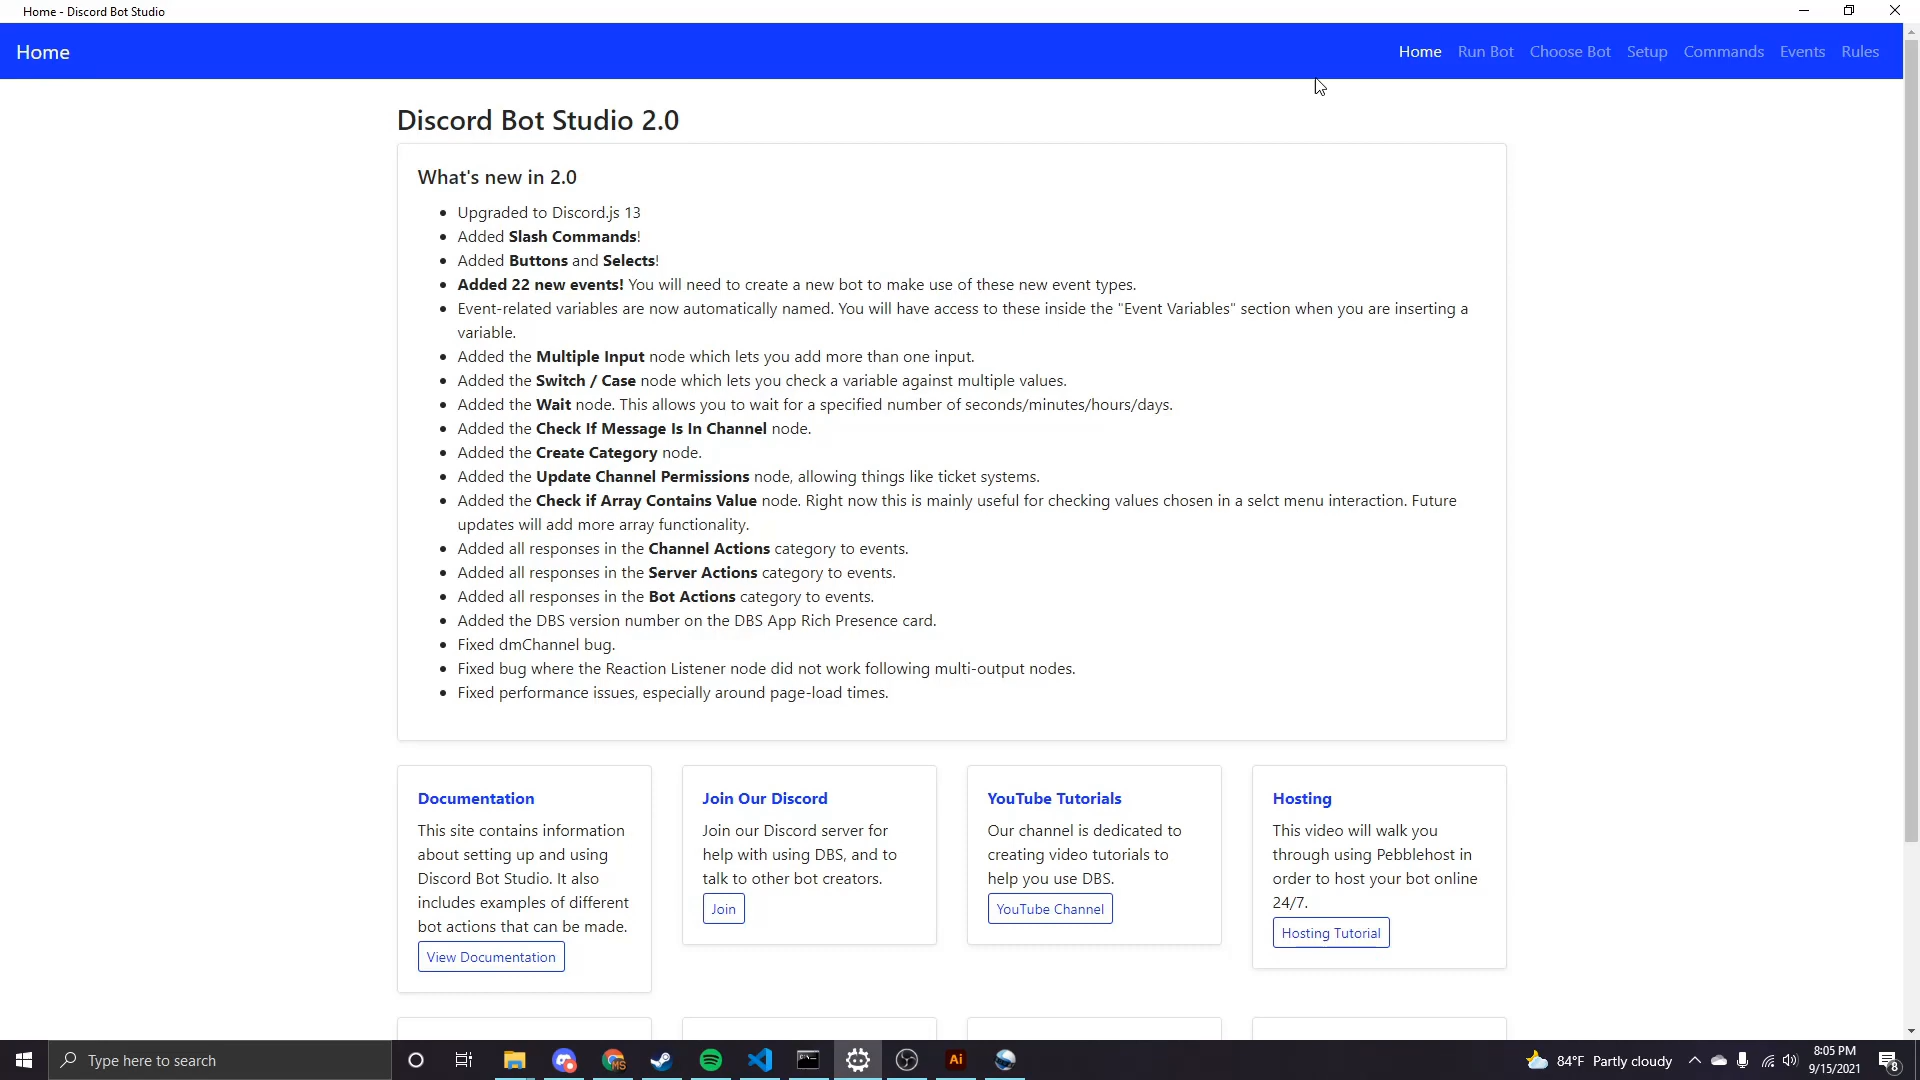 Home - Discord Bot Studio
Home
Home Run Bot Choose Bot Setup Commands Events Rules
Discord Bot Studio 2.0
What's new in 2.0
Upgraded to Discord.js 13
Added Slash Commands!
Added Buttons and Selects!
Added 22 new events! You will need to create a new bot to make use of these new event types.
Event-related variables are now automatically named. You will have access to these inside the "Event Variables" section when you are inserting a
variable.
Added the Multiple Input node which lets you add more than one input.
Added the Switch / Case node which lets you check a variable against multiple values.
Added the Wait node. This allows you to wait for a specified number of seconds/minutes/hours/days.
Added the Check If Message Is In Channel node.
Added the Create Category node.
Added the Update Channel Permissions node, allowing things like ticket systems.
Added the Check if Array Contains Value node. Right now this is mainly useful for checking values chosen in a selct menu interaction. Future
updates will add more array functionality.
Added all responses in the Channel Actions category to events.
Added all responses in the Server Actions category to events.
Added all responses in the Bot Actions category to events.
Added the DBS version number on the DBS App Rich Presence card.
Fixed dmChannel bug.
Fixed bug where the Reaction Listener node did not work following multi-output nodes.
Fixed performance issues, especially around page-load times.
Documentation
This site contains information
about setting up and using
Discord Bot Studio. It also
includes examples of different
bot actions that can be made.
View Documentation
Join Our Discord
Join our Discord server for
help with using DBS, and to
talk to other bot creators.
Join
YouTube Tutorials
Our channel is dedicated to
creating video tutorials to
help you use DBS.
YouTube Channel
Hosting
This video will walk you
through using Pebblehost in
order to host your bot online
24/7.
Hosting Tutorial
Type here to search
MS
Ai
84°F Partly cloudy
8:05 PM
9/15/2021
8